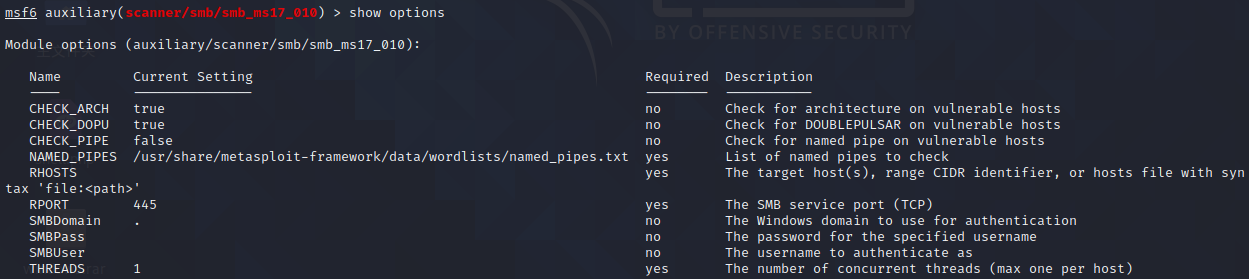 msf6 auxiliary(scanner/smb/smb_ms17_010) > show options
BY OFFENSIVE SECURITY
Module options (auxiliary/scanner/smb/smb_ms17_010):
Name Current Setting Required Description
CHECK_ARCH true no Check for architecture on vulnerable hosts
CHECK_DOPU true no Check for DOUBLEPULSAR on vulnerable hosts
CHECK_PIPE false no Check for named pipe on vulnerable hosts
NAMED_PIPES /usr/share/metasploit-framework/data/wordlists/named_pipes.txt yes List of named pipes to check
RHOSTS yes The target host(s), range CIDR identifier, or hosts file with syn
tax 'file:<path>'
RPORT 445 yes The SMB service port (TCP)
SMBDomain . no The Windows domain to use for authentication
SMBPass no The password for the specified username
SMBUser no The username to authenticate as
THREADS 1 yes The number of concurrent threads (max one per host)